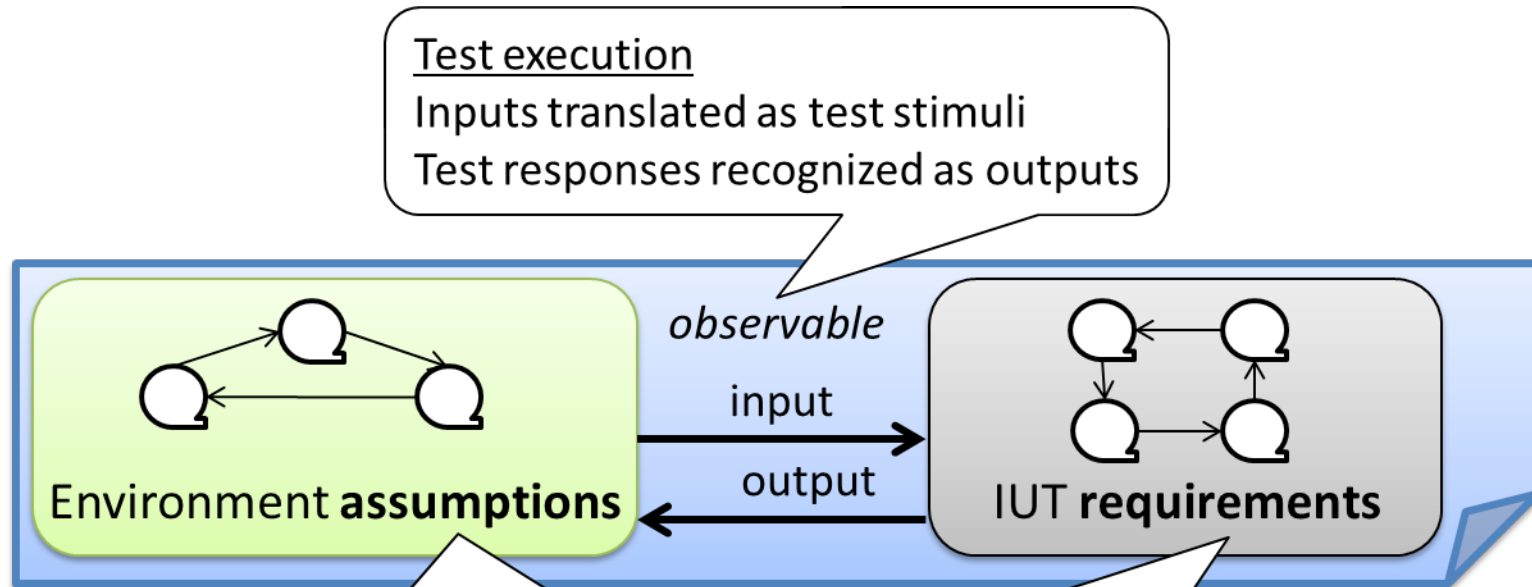 Test execution
Inputs translated as test stimuli
Test responses recognized as outputs
observable
input
output
Environment assumptions
IUT requirements